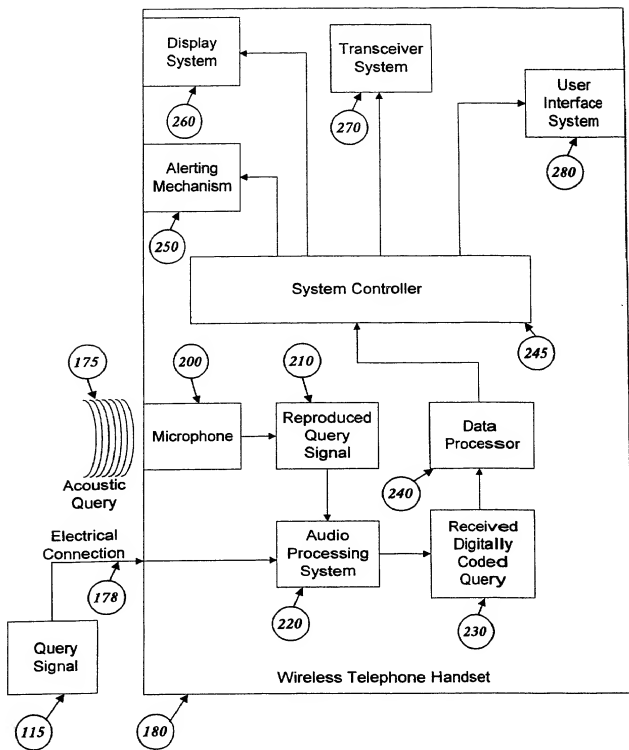 Display
System
260
Transceiver
System
270
User
Interface
System
280
Alerting
Mechanism
250
System Controller
245
175
200
210
Acoustic
Query
Microphone
Reproduced
Query
Signal
Data
Processor
240
Electrical
Connection
178
Audio
Processing
System
220
Received
Digitally
Coded
Query
230
Query
Signal
115
Wireless Telephone Handset
180